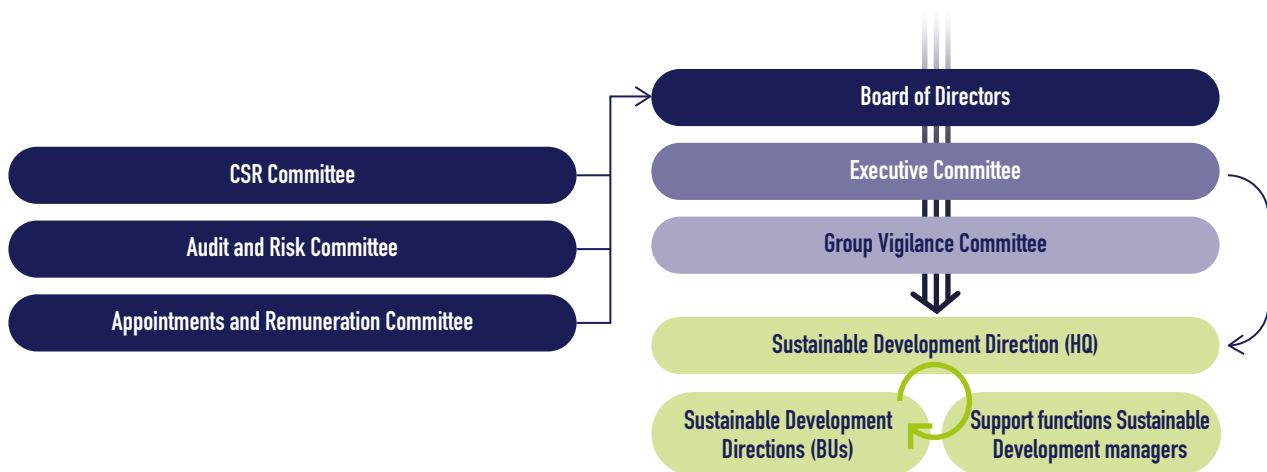 Board of Directors
CSR Committee
Executive Committee
Audit and Risk Committee
Group Vigilance Committee
Appointments and Remuneration Committee
Sustainable Development Direction (HQ)
Sustainable Development
Directions (BUs)
Support functions Sustainable
Development managers